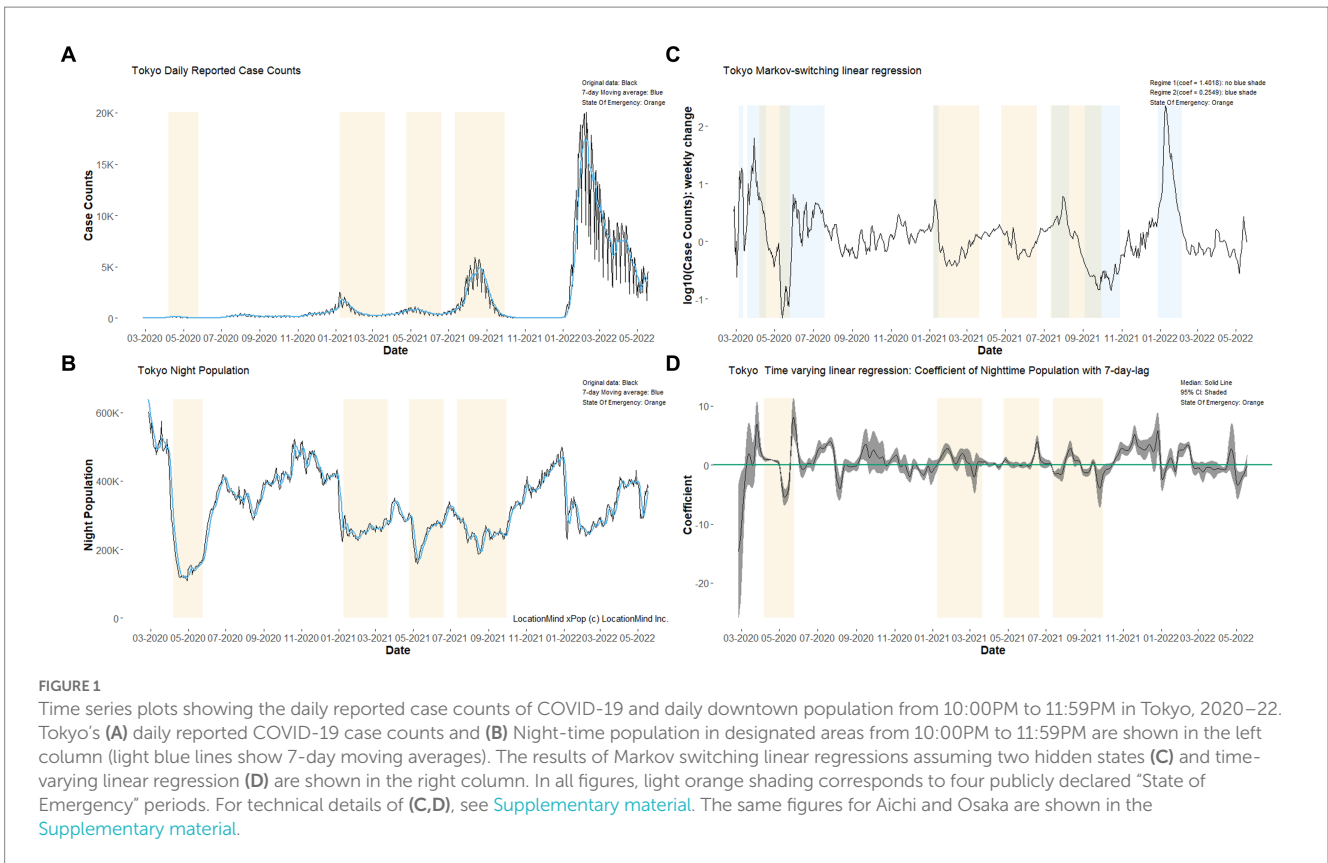 A
Tokyo Daily Reported Case Counts
Original data: Black
7-day Moving average: Blue
State Of Emergency: Orange
Case Counts
20K
15K
10K
5K
0
03-2020 05-2020 07-2020 09-2020 11-2020 01-2021 03-2021 05-2021 07-2021 09-2021 11-2021 01-2022 03-2022 05-2022
Date
B
Tokyo Night Population
Original data: Black
7-day Moving average: Blue
State Of Emergency: Orange
Night Population
600K
400K
200K
0
LocationMind xPop (c) LocationMind Inc.
03-2020 05-2020 07-2020 09-2020 11-2020 01-2021 03-2021 05-2021 07-2021 09-2021 11-2021 01-2022 03-2022 05-2022
Date
C
Tokyo Markov-switching linear regression
Regime 1(coef = 1.4018): no blue shade
Regime 2(coef = 0.2549): blue shade
State Of Emergency: Orange
log10(Case Counts): weekly change
2
1
0
-1
03-2020 05-2020 07-2020 09-2020 11-2020 01-2021 03-2021 05-2021 07-2021 09-2021 11-2021 01-2022 03-2022 05-2022
Date
D
Tokyo Time varying linear regression: Coefficient of Nighttime Population with 7-day-lag
Median: Solid Line
95% CI: Shaded
State Of Emergency: Orange
Coefficient
10
0
-10
-20
03-2020 05-2020 07-2020 09-2020 11-2020 01-2021 03-2021 05-2021 07-2021 09-2021 11-2021 01-2022 03-2022 05-2022
Date
FIGURE 1
Time series plots showing the daily reported case counts of COVID-19 and daily downtown population from 10:00PM to 11:59PM in Tokyo, 2020–22.
Tokyo's (A) daily reported COVID-19 case counts and (B) Night-time population in designated areas from 10:00PM to 11:59PM are shown in the left
column (light blue lines show 7-day moving averages). The results of Markov switching linear regressions assuming two hidden states (C) and time-
varying linear regression (D) are shown in the right column. In all figures, light orange shading corresponds to four publicly declared "State of
Emergency" periods. For technical details of (C,D), see Supplementary material. The same figures for Aichi and Osaka are shown in the
Supplementary material.